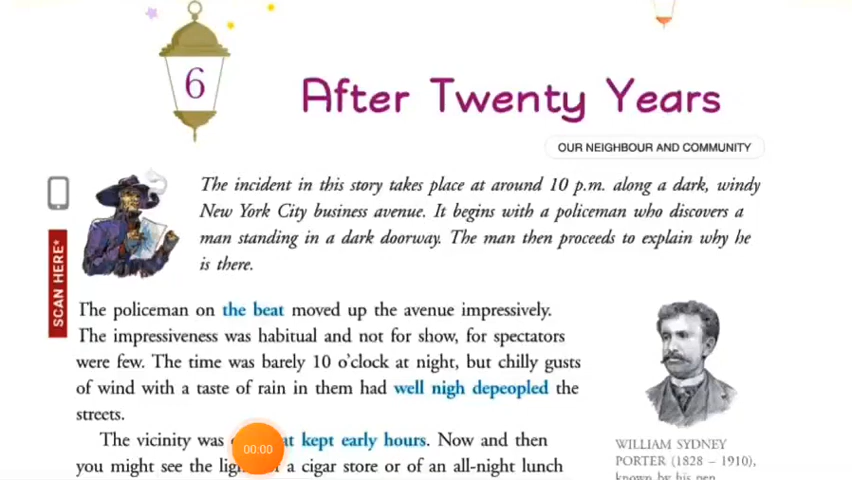 6
After Twenty Years
OUR NEIGHBOUR AND COMMUNITY
The incident in this story takes place at around 10 p.m. along a dark, windy
New York City business avenue. It begins with a policeman who discovers a
man standing in a dark doorway. The man then proceeds to explain why he
is there.
SCAN HERE*
The policeman on the beat moved up the avenue impressively.
The impressiveness was habitual and not for show, for spectators
were few. The time was barely 10 o'clock at night, but chilly gusts
of wind with a taste of rain in them had well nigh depeopled the
streets.
The vicinity was kept early hours. Now and then
you might see the a cigar store or of an all-night lunch
00:00
WILLIAM SYDNEY
PORTER (1828 – 1910),
known by his pen